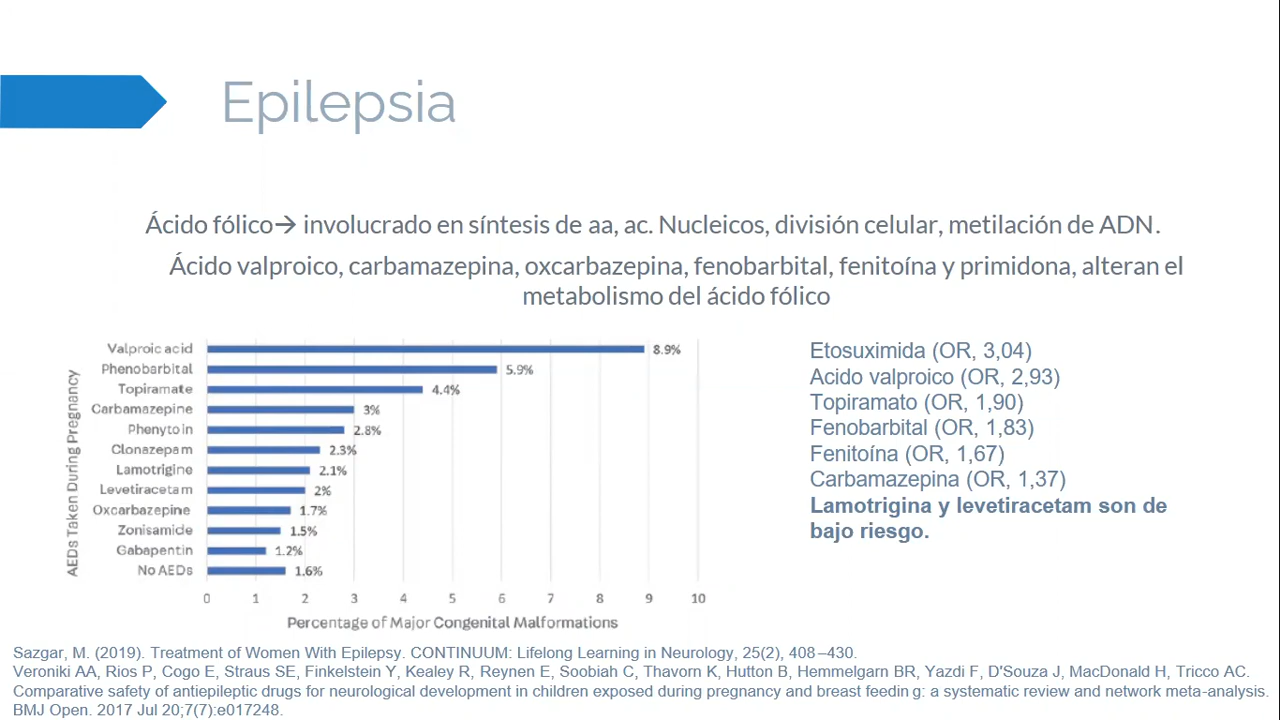 Epilepsia
Ácido fólico→ involucrado en síntesis de aa, ac. Nucleicos, división celular, metilación de ADN.
Ácido valproico, carbamazepina, oxcarbazepina, fenobarbital, fenitoína y primidona, alteran el
metabolismo del ácido fólico
AEDs Taken During Pregnancy
Valproic acid 8.9%
Phenobarbital 5.9%
Topiramate 4.4%
Carbamazepine 3%
Phenytoin 2.8%
Clonazepam 2.3%
Lamotrigine 2.1%
Levetiracetam 2%
Oxcarbazepine 1.7%
Zonisamide 1.5%
Gabapentin 1.2%
No AEDs 1.6%
0 1 2 3 4 5 6 7 8 9 10
Percentage of Major Congenital Malformations
Etosuximida (OR, 3,04)
Acido valproico (OR, 2,93)
Topiramato (OR, 1,90)
Fenobarbital (OR, 1,83)
Fenitoína (OR, 1,67)
Carbamazepina (OR, 1,37)
Lamotrigina y levetiracetam son de
bajo riesgo.
Sazgar, M. (2019). Treatment of Women With Epilepsy. CONTINUUM: Lifelong Learning in Neurology, 25(2), 408–430.
Veroniki AA, Rios P, Cogo E, Straus SE, Finkelstein Y, Kealey R, Reynen E, Soobiah C, Thavorn K, Hutton B, Hemmelgarn BR, Yazdi F, D'Souza J, MacDonald H, Tricco AC.
Comparative safety of antiepileptic drugs for neurological development in children exposed during pregnancy and breast feeding: a systematic review and network meta-analysis.
BMJ Open. 2017 Jul 20;7(7):e017248.